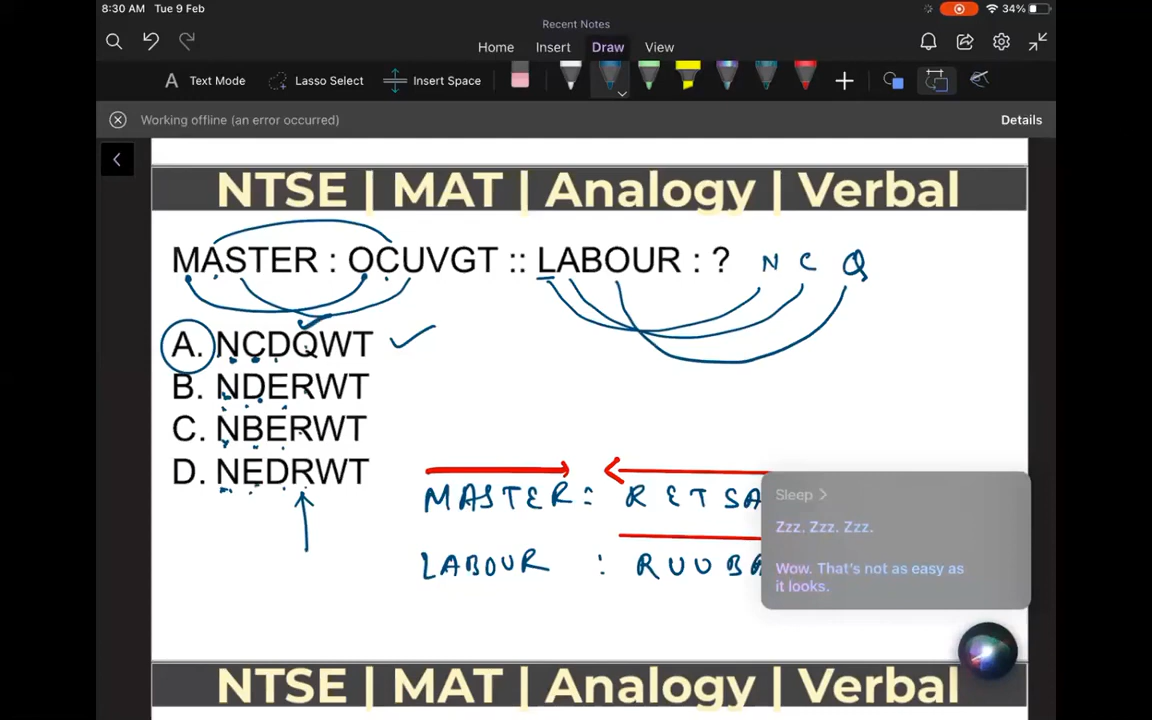 8:30 AM Tue 9 Feb
34%
Recent Notes
Home Insert Draw View
Text Mode Lasso Select Insert Space
Working offline (an error occurred) Details
NTSE | MAT | Analogy | Verbal
MASTER : OCUVGT :: LABOUR : ? N C Q
A. NCDQWT
B. NDERWT
C. NBERWT
D. NEDRWT
MASTER : RETSA
LABOUR : RUOBA
Sleep >
Zzz. Zzz. Zzz.
Wow. That's not as easy as
it looks.
NTSE | MAT | Analogy | Verbal